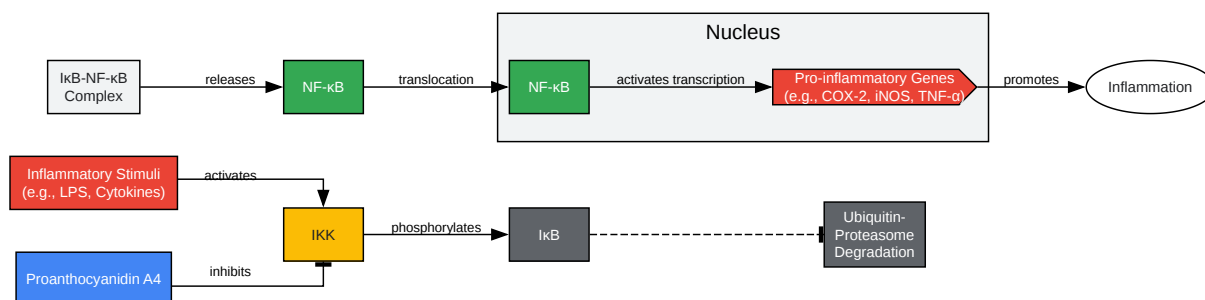 Nucleus
IκB-NF-κB
Complex
releases
NF-κB
translocation
NF-κB
activates transcription
Pro-inflammatory Genes
(e.g., COX-2, iNOS, TNF-α)
promotes
Inflammation
Inflammatory Stimuli
(e.g., LPS, Cytokines)
activates
IKK
phosphorylates
IκB
Ubiquitin-
Proteasome
Degradation
Proanthocyanidin A4
inhibits